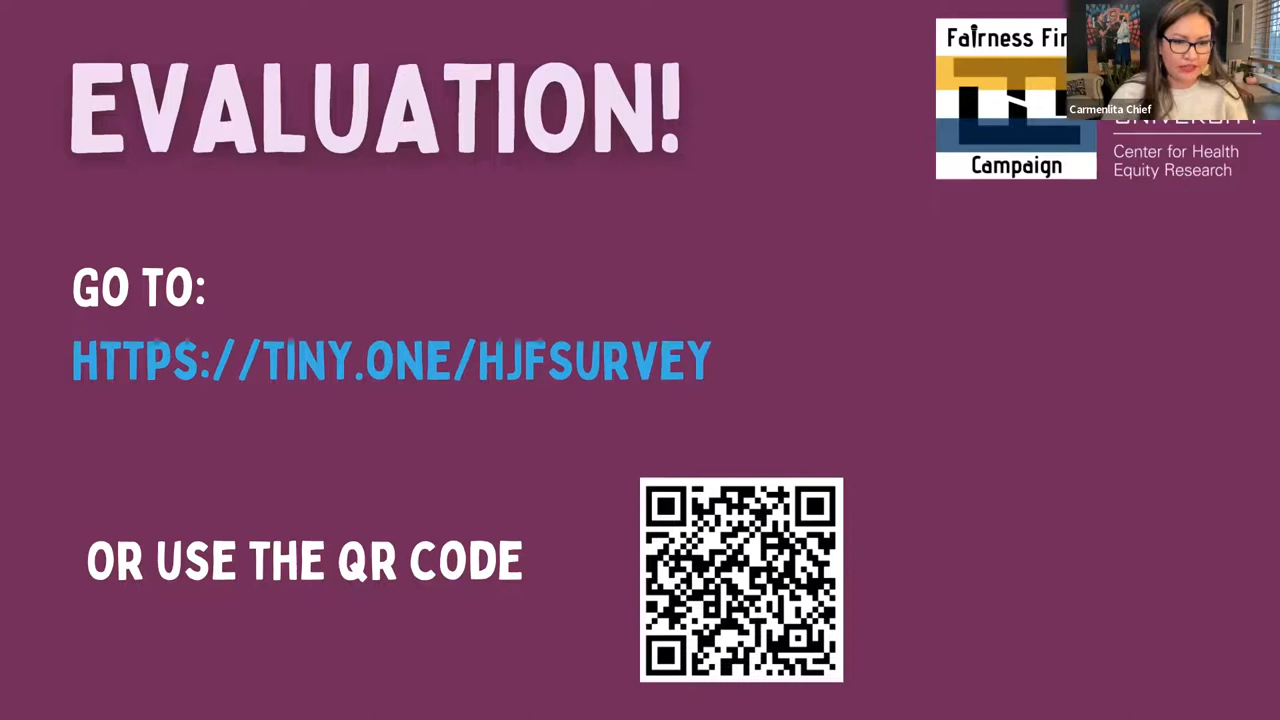 EVALUATION!
Fairness Fir
Carmenlita Chief
UNIVERSITY
Campaign
Center for Health
Equity Research
GO TO:
HTTPS://TINY.ONE/HJFSURVEY
OR USE THE QR CODE